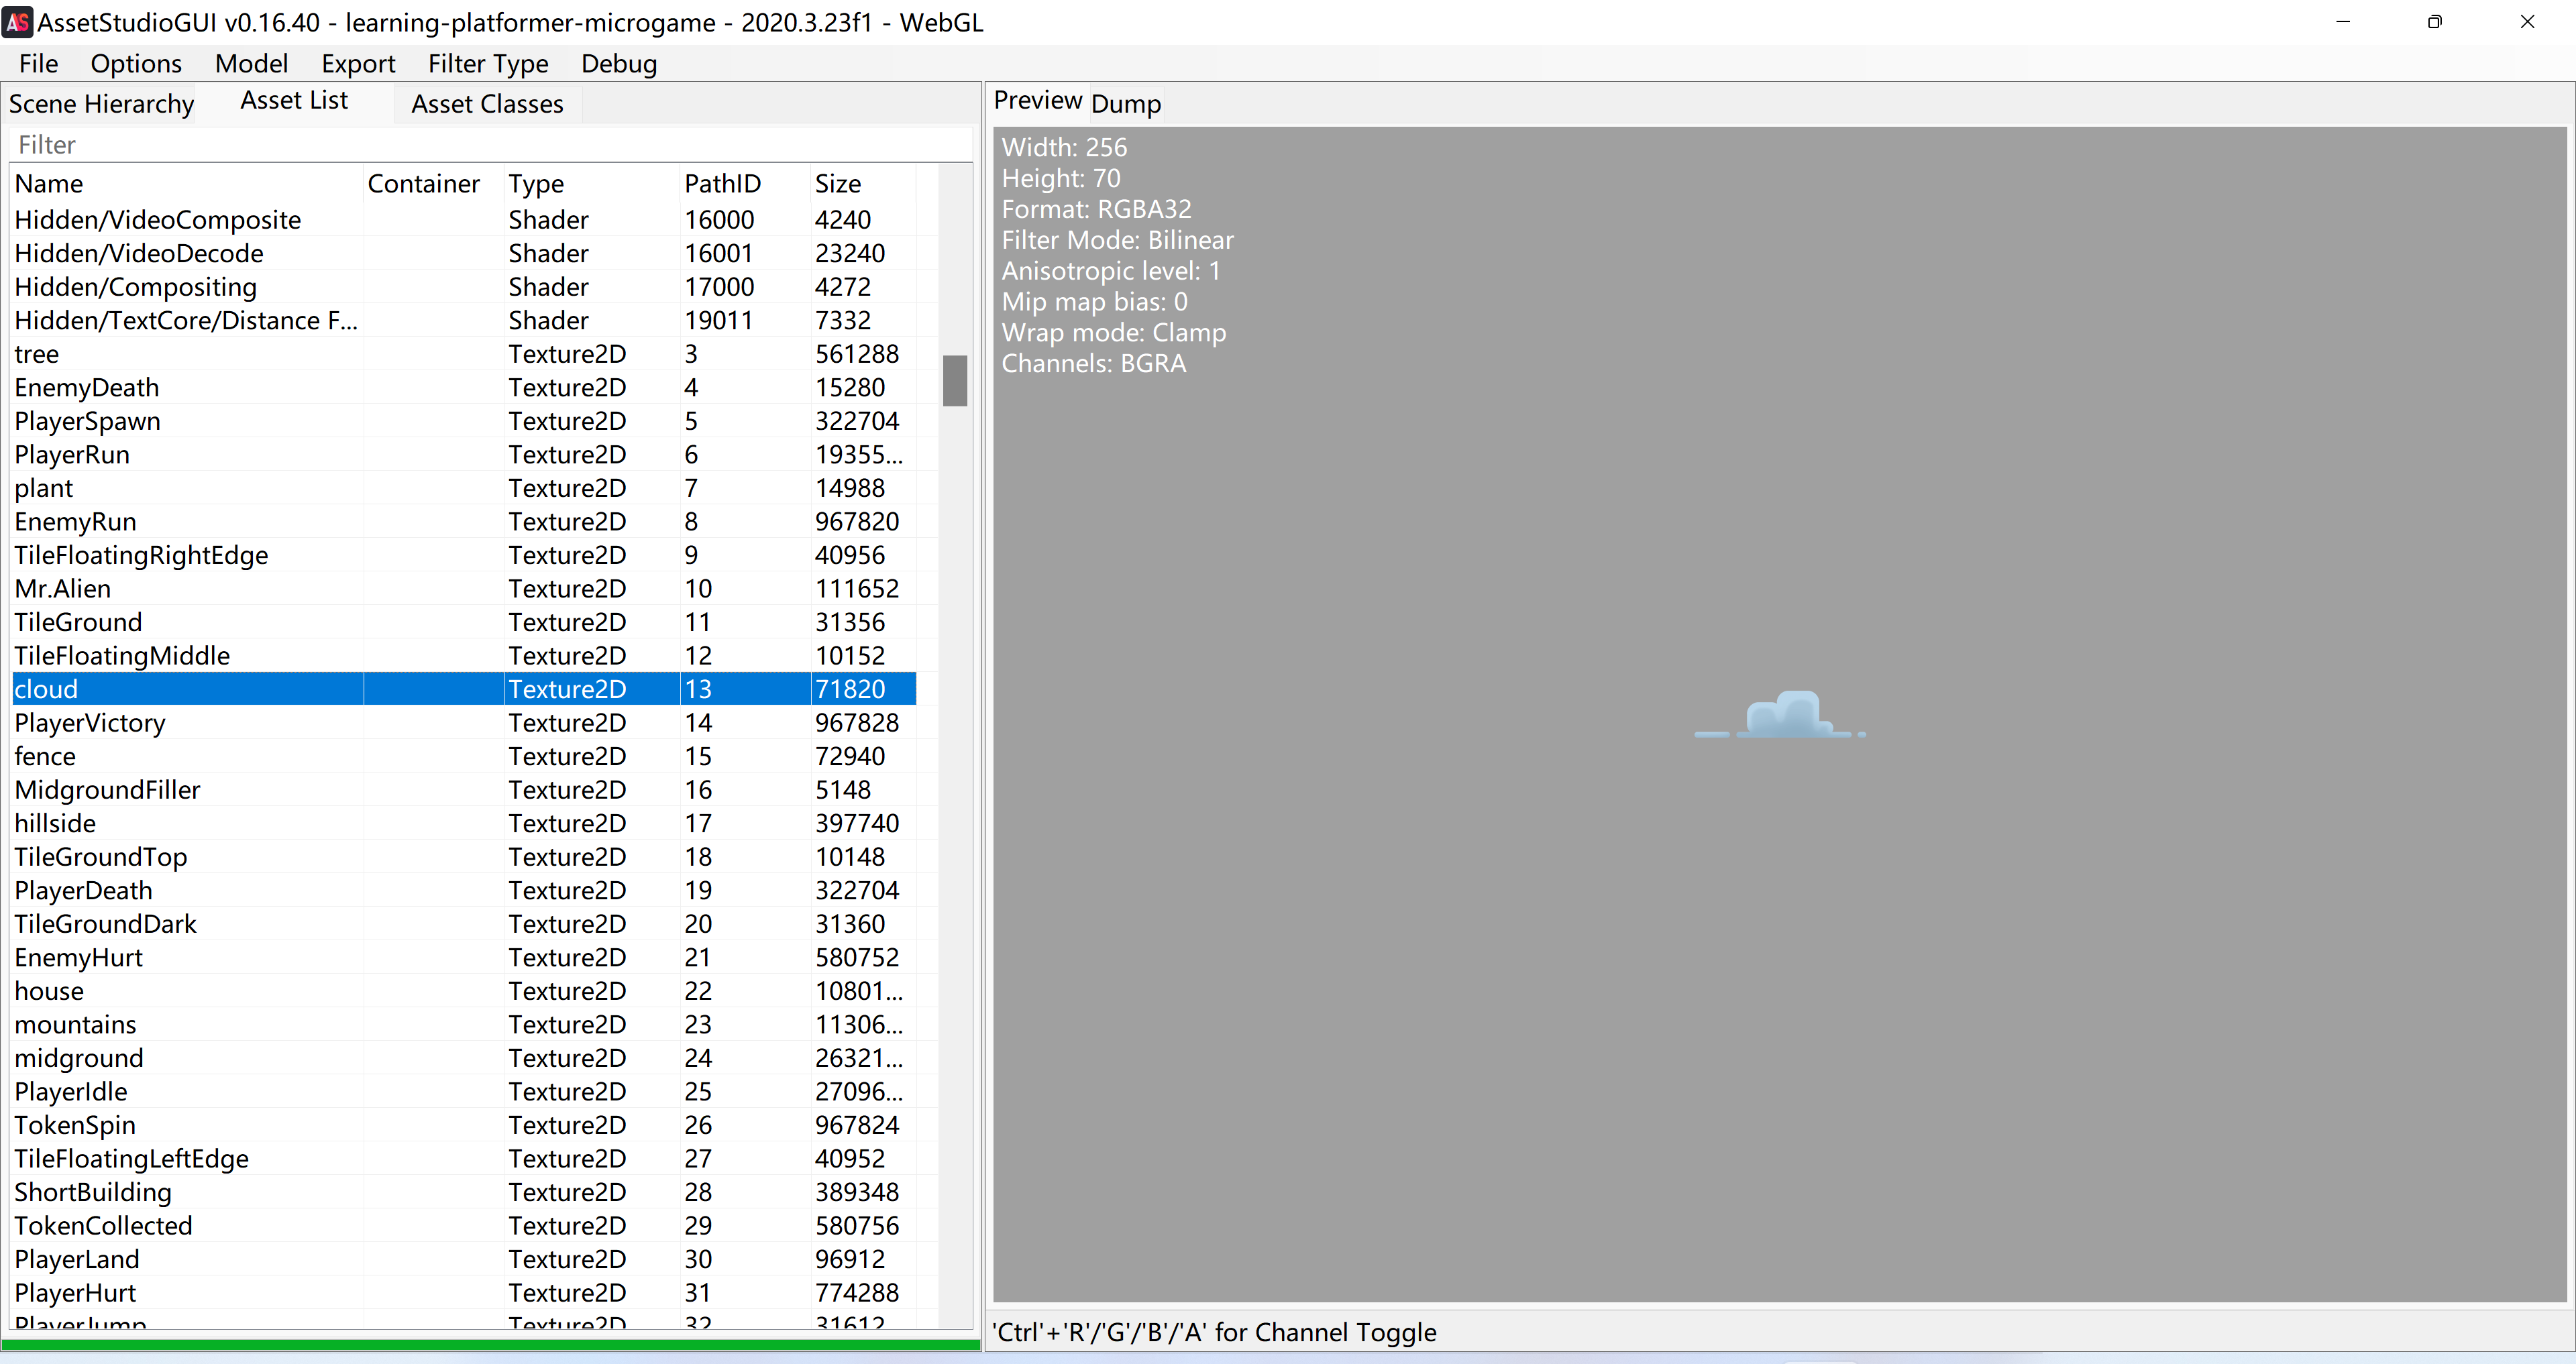 AS AssetStudioGUI v0.16.40 - learning-platformer-microgame - 2020.3.23f1 - WebGL
File Options Model Export Filter Type Debug
Scene Hierarchy Asset List Asset Classes
Filter
Name Container Type PathID Size
Hidden/VideoComposite Shader 16000 4240
Hidden/VideoDecode Shader 16001 23240
Hidden/Compositing Shader 17000 4272
Hidden/TextCore/Distance F... Shader 19011 7332
tree Texture2D 3 561288
EnemyDeath Texture2D 4 15280
PlayerSpawn Texture2D 5 322704
PlayerRun Texture2D 6 19355...
plant Texture2D 7 14988
EnemyRun Texture2D 8 967820
TileFloatingRightEdge Texture2D 9 40956
Mr.Alien Texture2D 10 111652
TileGround Texture2D 11 31356
TileFloatingMiddle Texture2D 12 10152
cloud Texture2D 13 71820
PlayerVictory Texture2D 14 967828
fence Texture2D 15 72940
MidgroundFiller Texture2D 16 5148
hillside Texture2D 17 397740
TileGroundTop Texture2D 18 10148
PlayerDeath Texture2D 19 322704
TileGroundDark Texture2D 20 31360
EnemyHurt Texture2D 21 580752
house Texture2D 22 10801...
mountains Texture2D 23 11306...
midground Texture2D 24 26321...
PlayerIdle Texture2D 25 27096...
TokenSpin Texture2D 26 967824
TileFloatingLeftEdge Texture2D 27 40952
ShortBuilding Texture2D 28 389348
TokenCollected Texture2D 29 580756
PlayerLand Texture2D 30 96912
PlayerHurt Texture2D 31 774288
PlayerJump Texture2D 32 31612
Preview Dump
Width: 256
Height: 70
Format: RGBA32
Filter Mode: Bilinear
Anisotropic level: 1
Mip map bias: 0
Wrap mode: Clamp
Channels: BGRA
'Ctrl'+'R'/'G'/'B'/'A' for Channel Toggle